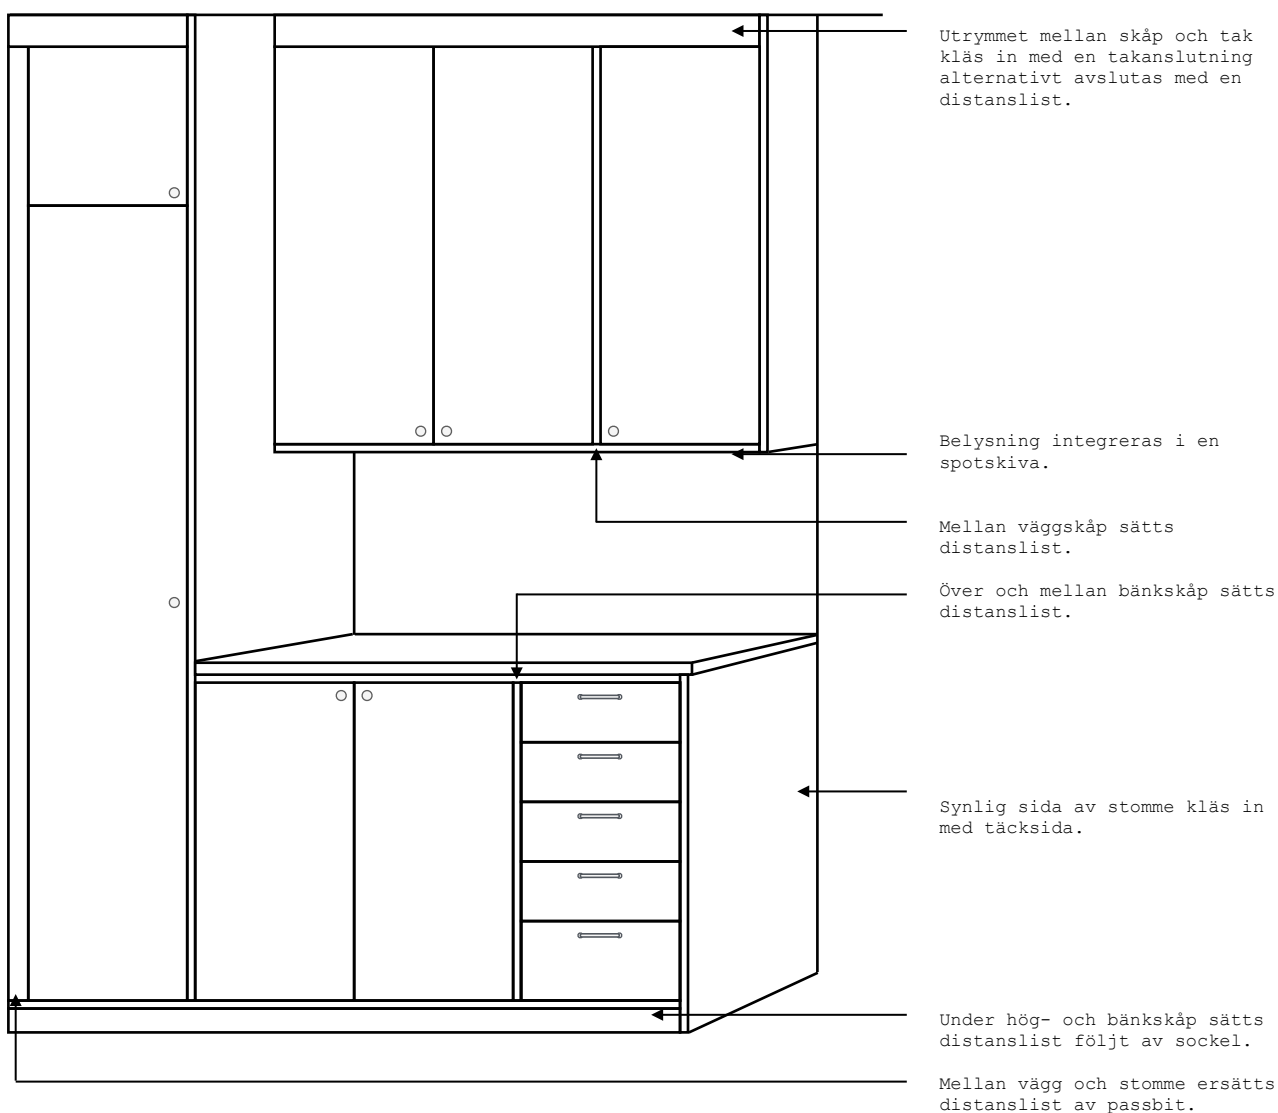 Utrymmet mellan skåp och tak
kläs in med en takanslutning
alternativt avslutas med en
distanslist.
Belysning integreras i en
spotskiva.
Mellan väggskåp sätts
distanslist.
Över och mellan bänkskåp sätts
distanslist.
Synlig sida av stomme kläs in
med täcksida.
Under hög- och bänkskåp sätts
distanslist följt av sockel.
Mellan vägg och stomme ersätts
distanslist av passbit.